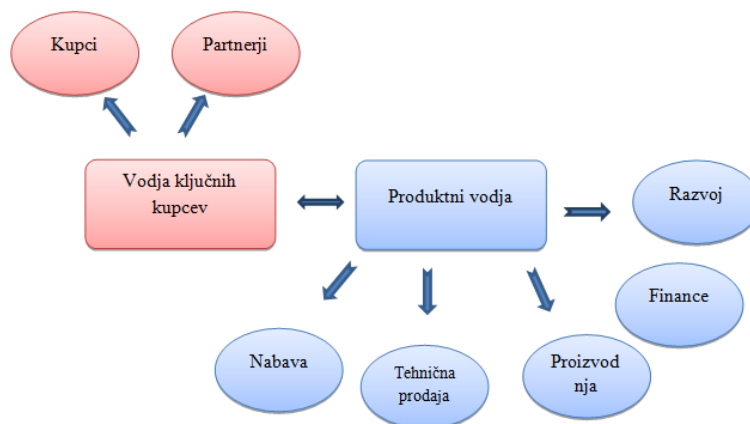 Kupci
Partnerji
Vodja ključnih
kupcev
Produktni vodja
Razvoj
Finance
Nabava
Tehnična
prodaja
Proizvod
nja